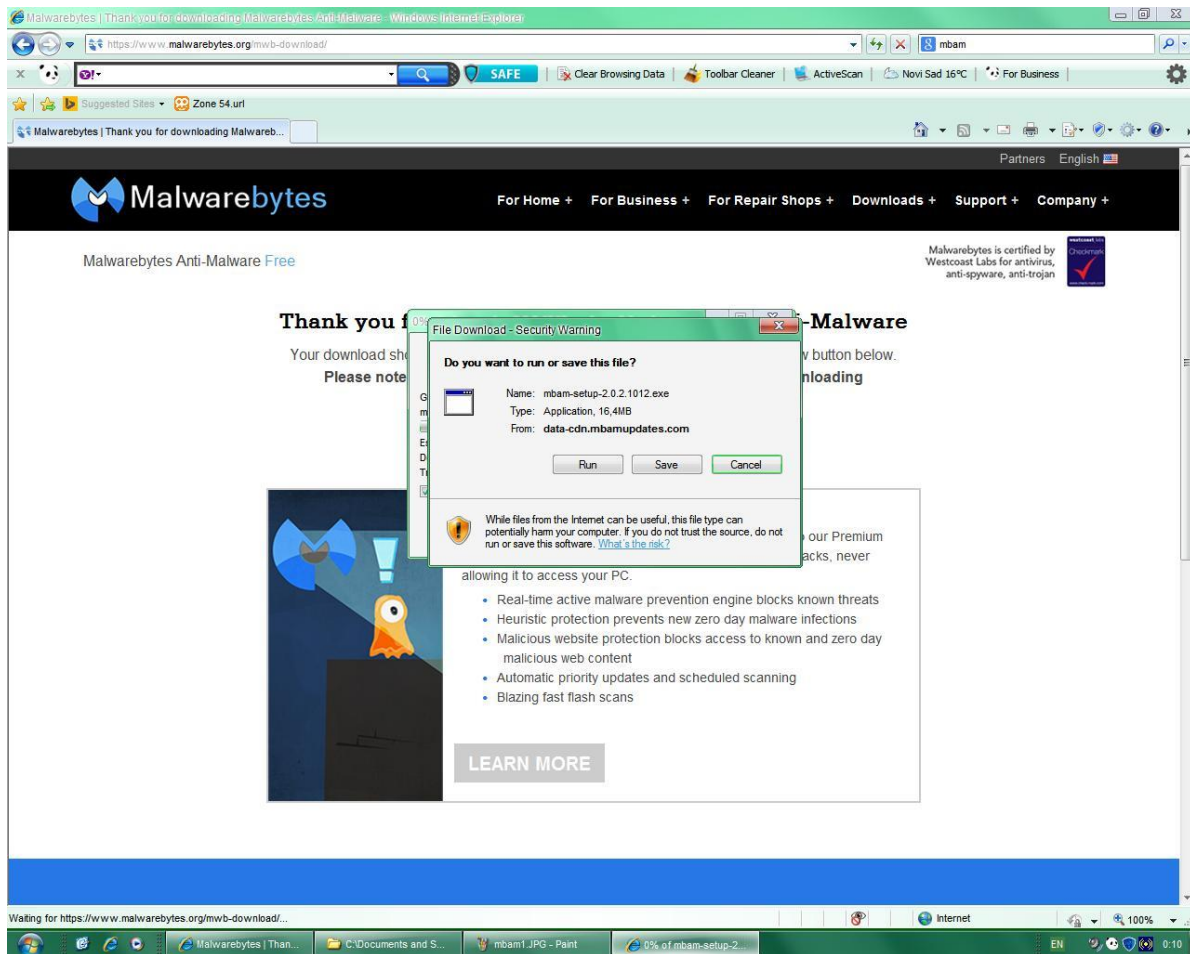 Malwarebytes | Thank you for downloading Malwarebytes Anti-Malware - Windows Internet Explorer
https://www.malwarebytes.org/mwb-download/
mbam
SAFE
Clear Browsing Data
Toolbar Cleaner
ActiveScan
Novi Sad 16°C
For Business
Suggested Sites
Zone 54.url
Malwarebytes | Thank you for downloading Malwareb...
Partners English
Malwarebytes
For Home + For Business + For Repair Shops + Downloads + Support + Company +
Malwarebytes Anti-Malware Free
Malwarebytes is certified by
Westcoast Labs for antivirus,
anti-spyware, anti-trojan
Checkmark
Thank you
i-Malware
Your download
button below.
Please note
0%
File Download - Security Warning
Do you want to run or save this file?
Name: mbam-setup-2.0.2.1012.exe
Type: Application, 16,4MB
From: data-cdn.mbamupdates.com
Run Save Cancel
While files from the Internet can be useful, this file type can
potentially harm your computer. If you do not trust the source, do not
run or save this software. What's the risk?
our Premium
never
allowing it to access your PC.
Real-time active malware prevention engine blocks known threats
Heuristic protection prevents new zero day malware infections
Malicious website protection blocks access to known and zero day
malicious web content
Automatic priority updates and scheduled scanning
Blazing fast flash scans
LEARN MORE
Waiting for https://www.malwarebytes.org/mwb-download/...
Internet
100%
Malwarebytes | Than...
C:\Documents and S...
mbam1.JPG - Paint
0% of mbam-setup-2...
EN
0:10